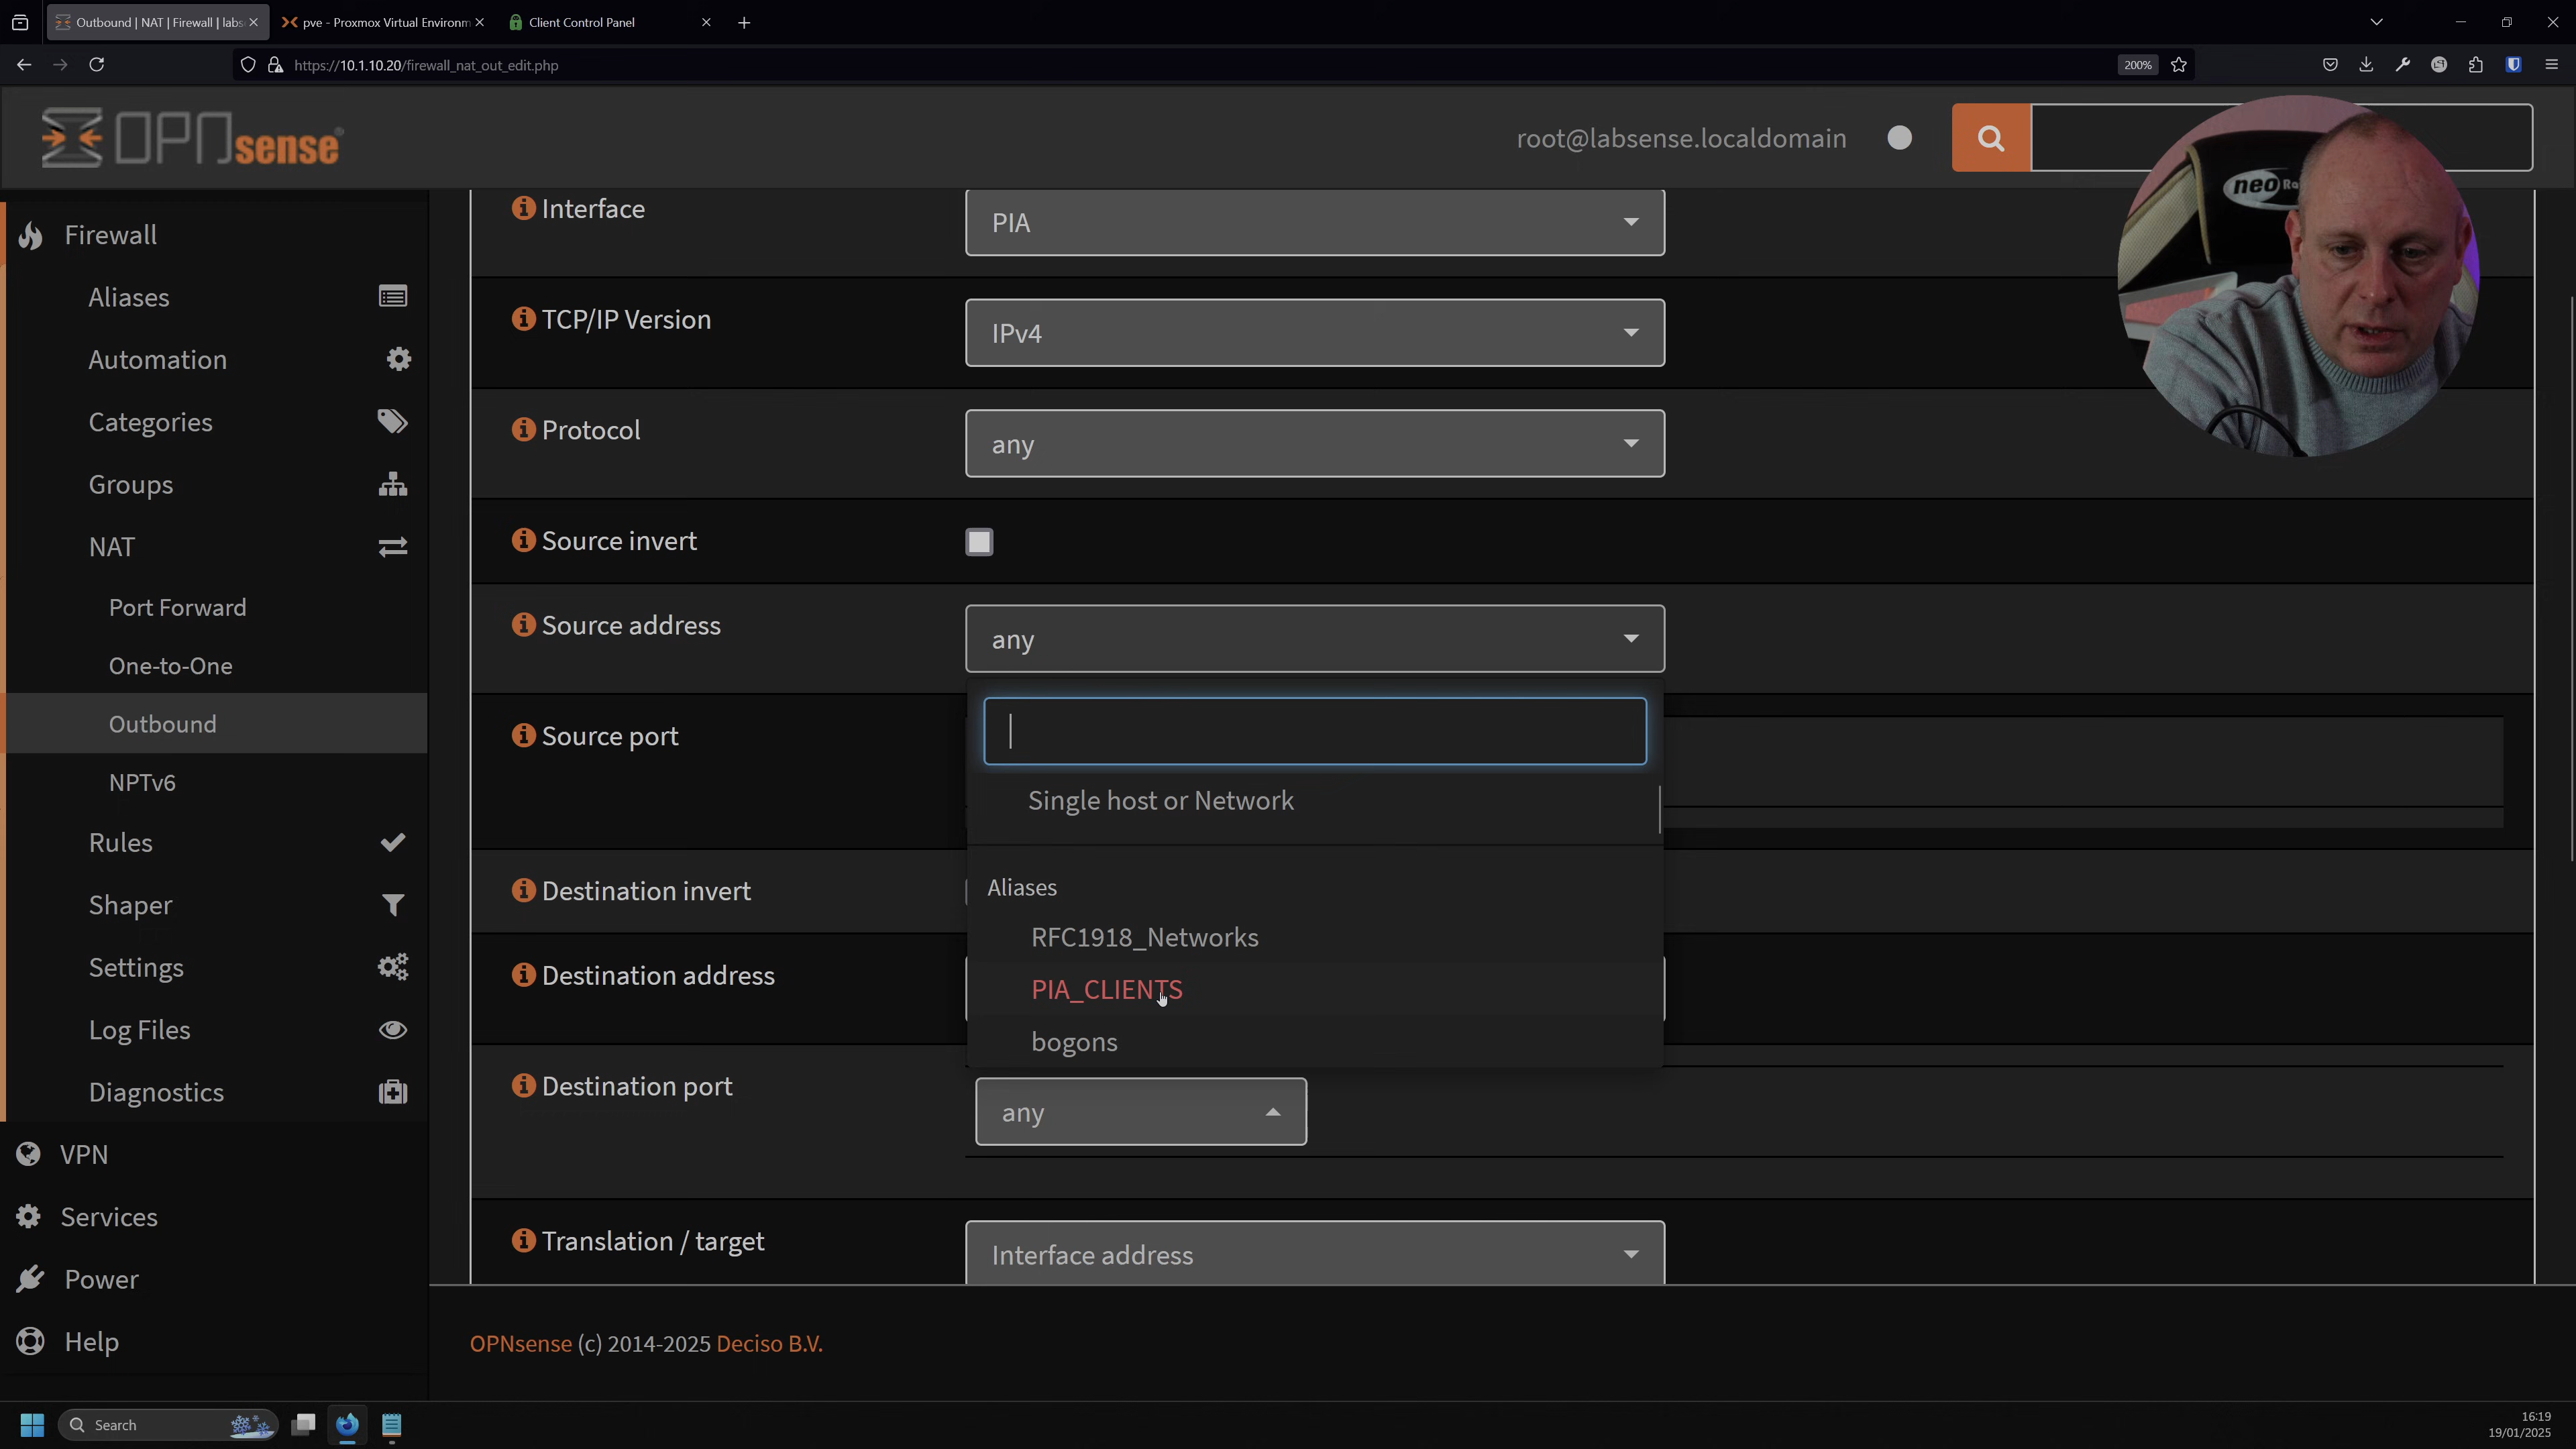 Outbound | NAT | Firewall | labs
pve - Proxmox Virtual Environm
Client Control Panel
https://10.1.10.20/firewall_nat_out_edit.php
200%
OPNsense
root@labsense.localdomain
neo
Firewall
Aliases
Automation
Categories
Groups
NAT
Port Forward
One-to-One
Outbound
NPTv6
Rules
Shaper
Settings
Log Files
Diagnostics
VPN
Services
Power
Help
Interface
PIA
TCP/IP Version
IPv4
Protocol
any
Source invert
Source address
any
Single host or Network
Aliases
RFC1918_Networks
PIA_CLIENTS
bogons
Source port
Destination invert
Destination address
Destination port
any
Translation / target
Interface address
OPNsense (c) 2014-2025 Deciso B.V.
Search
16:19
19/01/2025